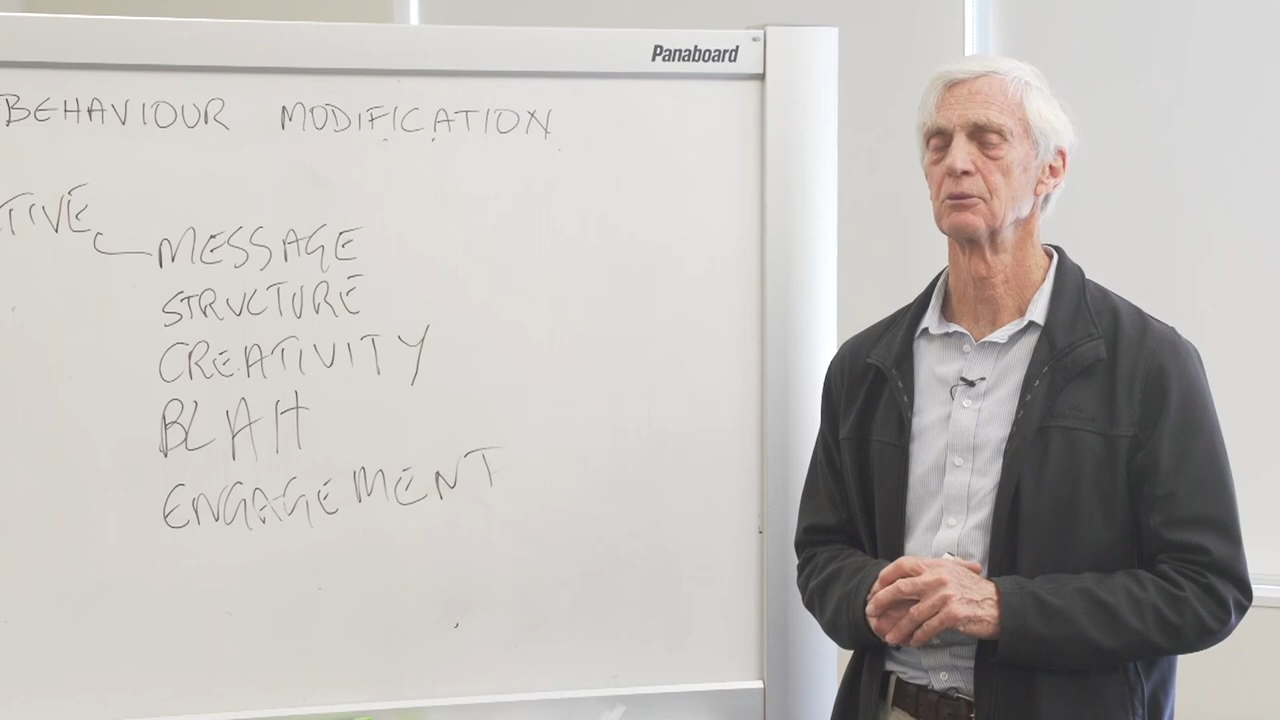 Panaboard
BEHAVIOUR MODIFICATION
TIVE
MESSAGE
STRUCTURE
CREATIVITY
BLAH
ENGAGEMENT